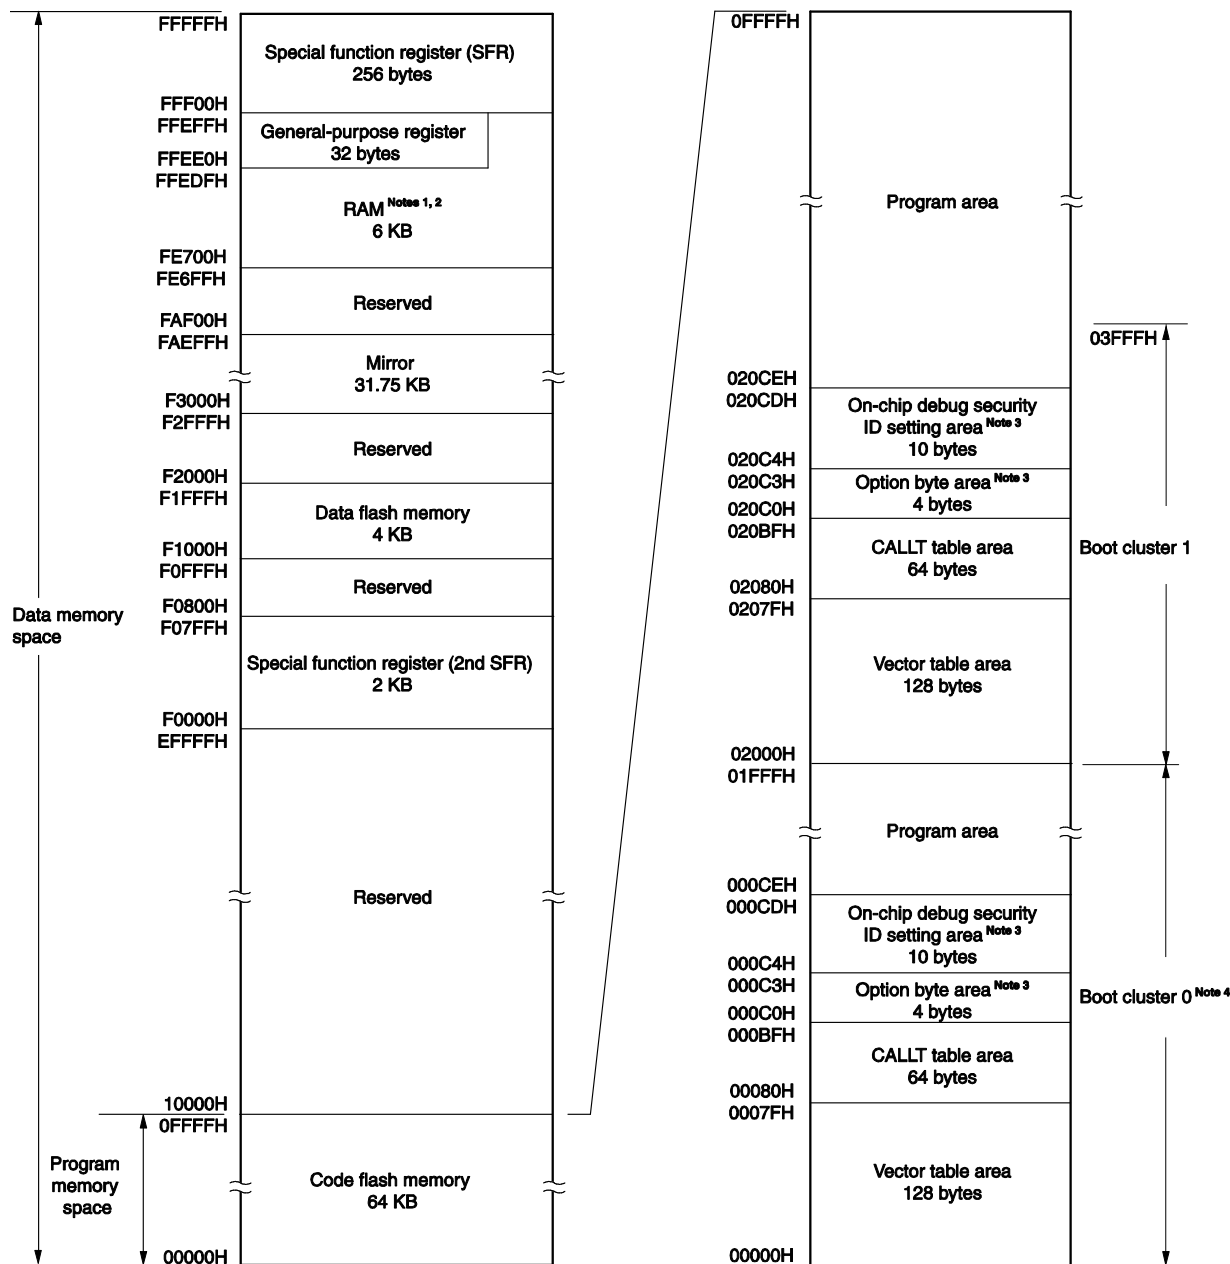 FFFFFH
Special function register (SFR)
256 bytes
FFF00H
FFEFFH
General-purpose register
32 bytes
FFEE0H
FFEDFH
RAM Notes 1, 2
6 KB
FE700H
FE6FFH
Reserved
FAF00H
FAEFFH
Mirror
31.75 KB
F3000H
F2FFFH
Reserved
F2000H
F1FFFH
Data flash memory
4 KB
F1000H
F0FFFH
Reserved
F0800H
F07FFH
Data memory
space
Special function register (2nd SFR)
2 KB
F0000H
EFFFFH
Reserved
10000H
0FFFFH
Program
memory
space
Code flash memory
64 KB
00000H
0FFFFH
Program area
03FFFH
020CEH
020CDH
On-chip debug security
ID setting area Note 3
10 bytes
020C4H
020C3H
Option byte area Note 3
4 bytes
020C0H
020BFH
CALLT table area
64 bytes
Boot cluster 1
02080H
0207FH
Vector table area
128 bytes
02000H
01FFFH
Program area
000CEH
000CDH
On-chip debug security
ID setting area Note 3
10 bytes
000C4H
000C3H
Option byte area Note 3
4 bytes
Boot cluster 0 Note 4
000C0H
000BFH
CALLT table area
64 bytes
00080H
0007FH
Vector table area
128 bytes
00000H